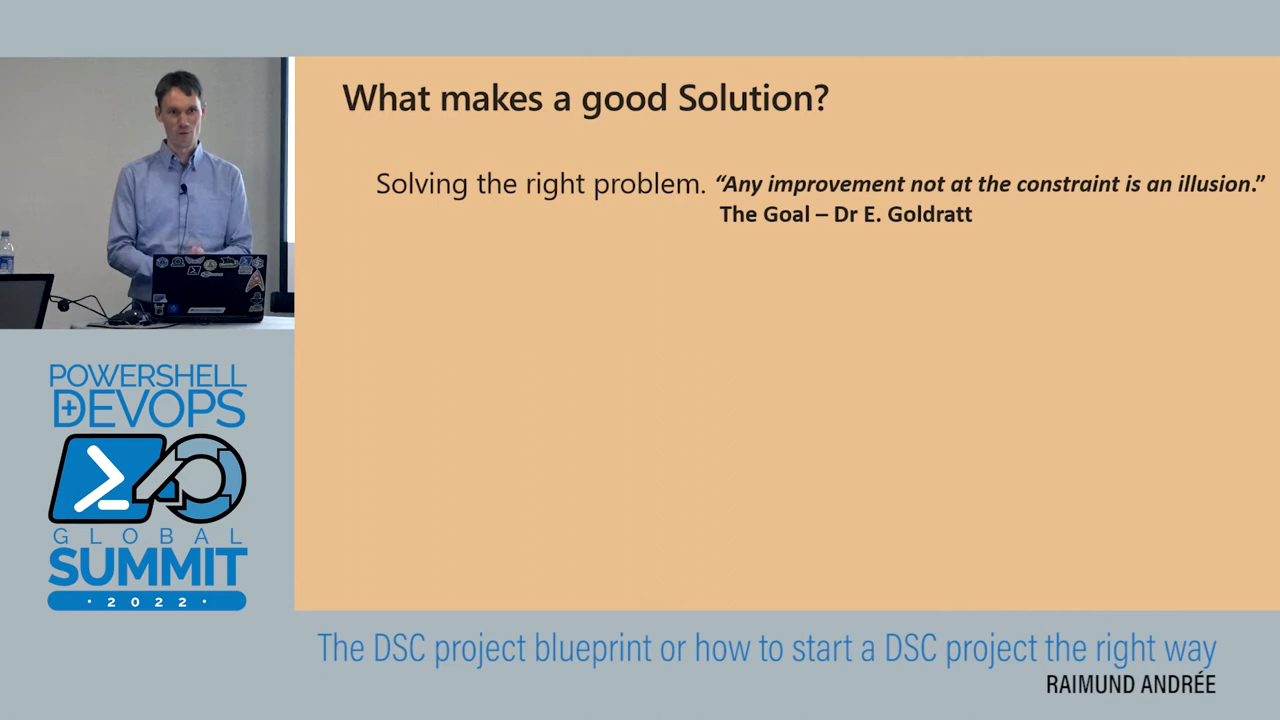 What makes a good Solution?
Solving the right problem. “Any improvement not at the constraint is an illusion.”
The Goal – Dr E. Goldratt
POWERSHELL
+
DEVOPS
GLOBAL
SUMMIT
· 2022 ·
The DSC project blueprint or how to start a DSC project the right way
RAIMUND ANDRÉE